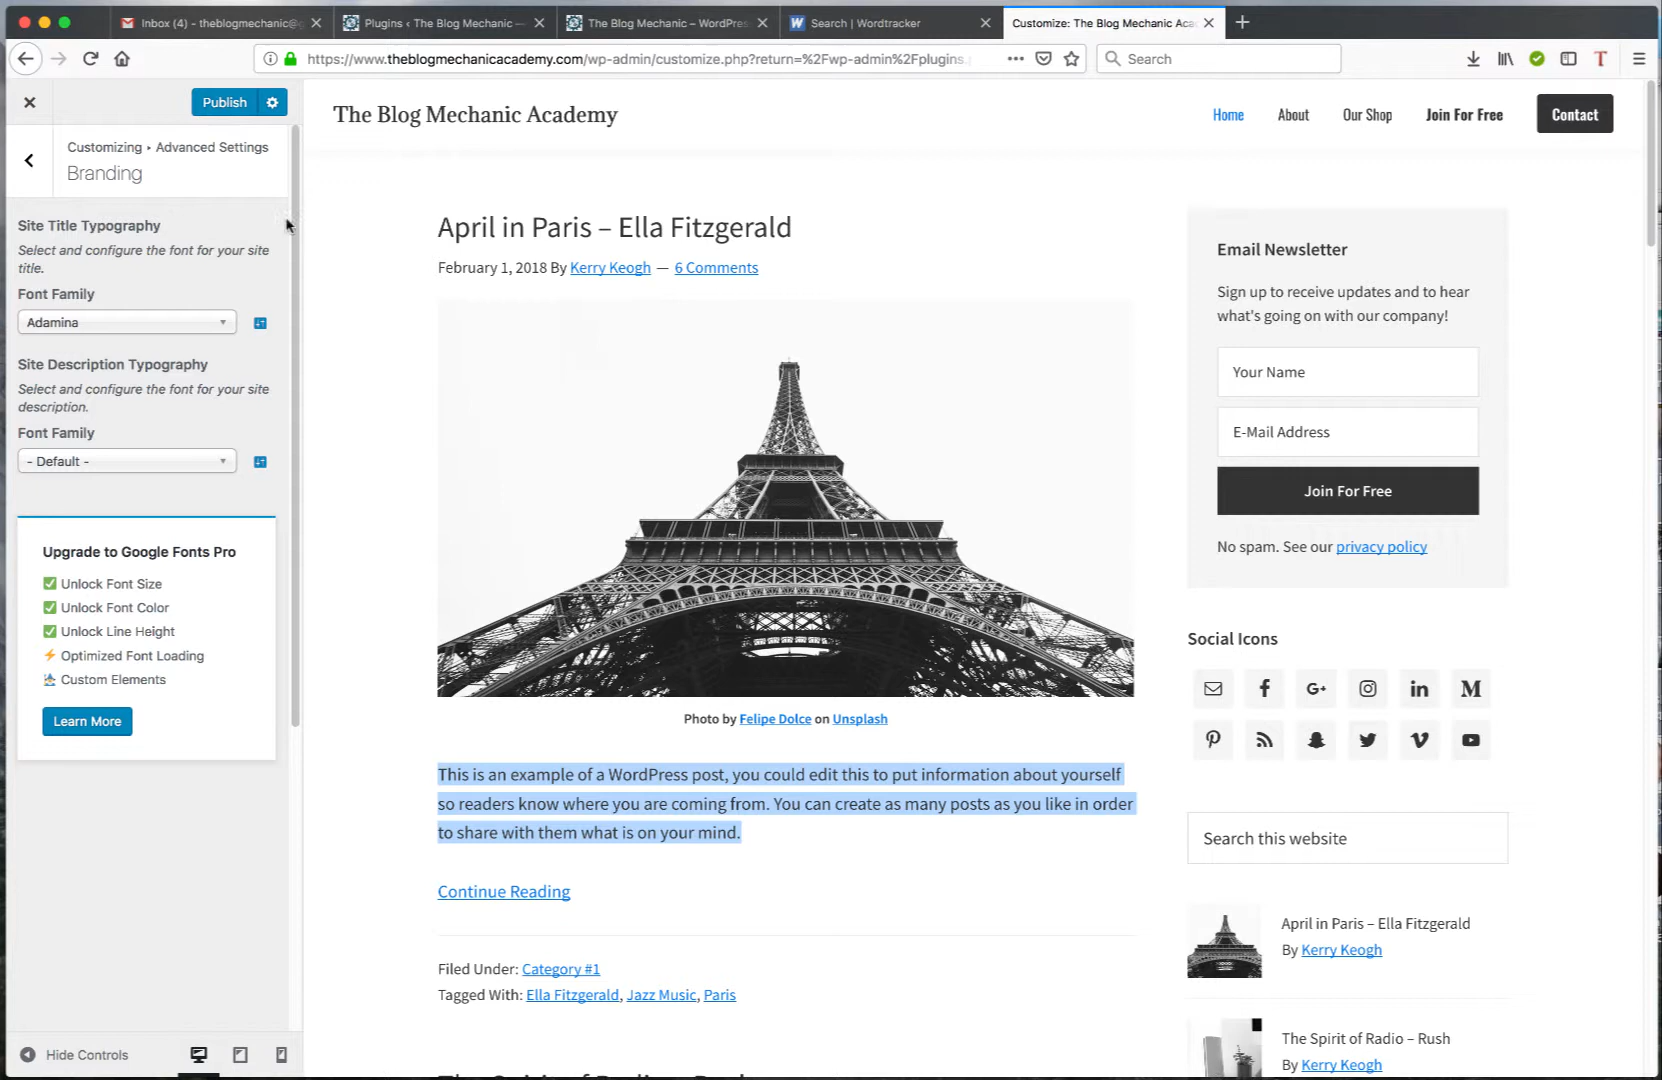 Inbox (4) - theblogmechanic@g
Plugins ‹ The Blog Mechanic —
The Blog Mechanic – WordPres
W Search | Wordtracker
Customize: The Blog Mechanic Aca
https://www.theblogmechanicacademy.com/wp-admin/customize.php?return=%2Fwp-admin%2Fplugins.
Search
Publish
Customizing ▸ Advanced Settings
Branding
Site Title Typography
Select and configure the font for your site
title.
Font Family
Adamina
Site Description Typography
Select and configure the font for your site
description.
Font Family
- Default -
Upgrade to Google Fonts Pro
Unlock Font Size
Unlock Font Color
Unlock Line Height
Optimized Font Loading
Custom Elements
Learn More
Hide Controls
The Blog Mechanic Academy
Home
About
Our Shop
Join For Free
Contact
April in Paris – Ella Fitzgerald
February 1, 2018 By Kerry Keogh — 6 Comments
Photo by Felipe Dolce on Unsplash
This is an example of a WordPress post, you could edit this to put information about yourself
so readers know where you are coming from. You can create as many posts as you like in order
to share with them what is on your mind.
Continue Reading
Filed Under: Category #1
Tagged With: Ella Fitzgerald, Jazz Music, Paris
Email Newsletter
Sign up to receive updates and to hear
what's going on with our company!
Your Name
E-Mail Address
Join For Free
No spam. See our privacy policy
Social Icons
Search this website
April in Paris – Ella Fitzgerald
By Kerry Keogh
The Spirit of Radio – Rush
By Kerry Keogh